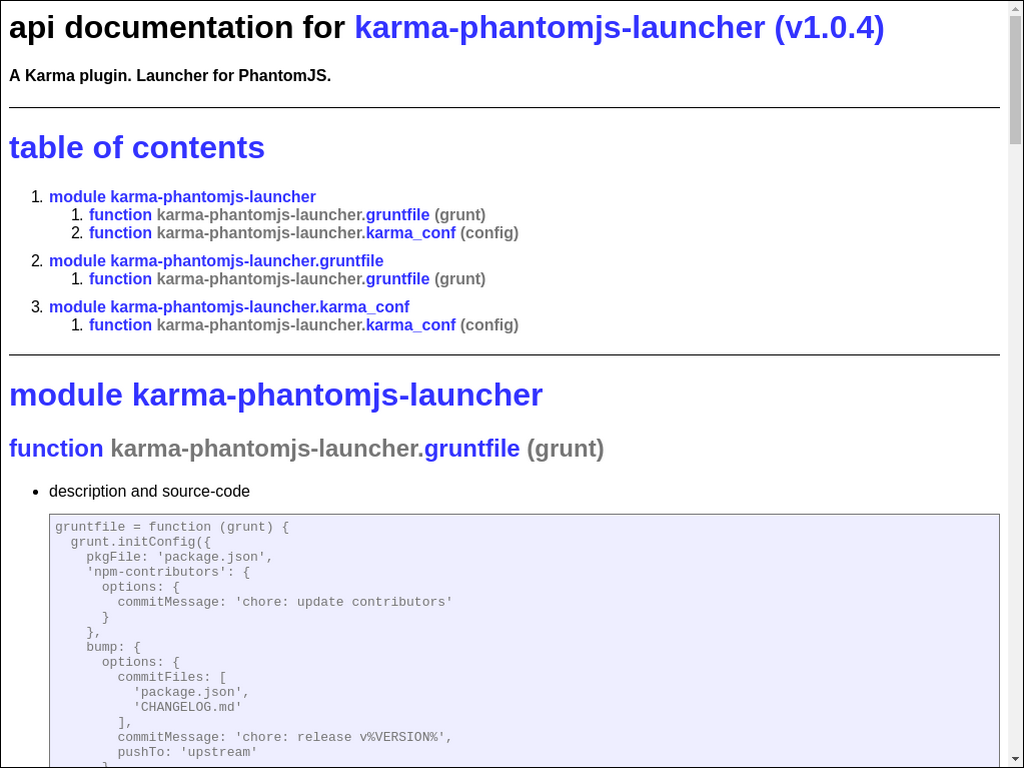 api documentation for karma-phantomjs-launcher (v1.0.4)
A Karma plugin. Launcher for PhantomJS.
table of contents
1. module karma-phantomjs-launcher
1. function karma-phantomjs-launcher.gruntfile (grunt)
2. function karma-phantomjs-launcher.karma_conf (config)
2. module karma-phantomjs-launcher.gruntfile
1. function karma-phantomjs-launcher.gruntfile (grunt)
3. module karma-phantomjs-launcher.karma_conf
1. function karma-phantomjs-launcher.karma_conf (config)
module karma-phantomjs-launcher
function karma-phantomjs-launcher.gruntfile (grunt)
• description and source-code
gruntfile = function (grunt) {
  grunt.initConfig({
    pkgFile: 'package.json',
    'npm-contributors': {
      options: {
        commitMessage: 'chore: update contributors'
      }
    },
    bump: {
      options: {
        commitFiles: [
          'package.json',
          'CHANGELOG.md'
        ],
        commitMessage: 'chore: release v%VERSION%',
        pushTo: 'upstream'
      }